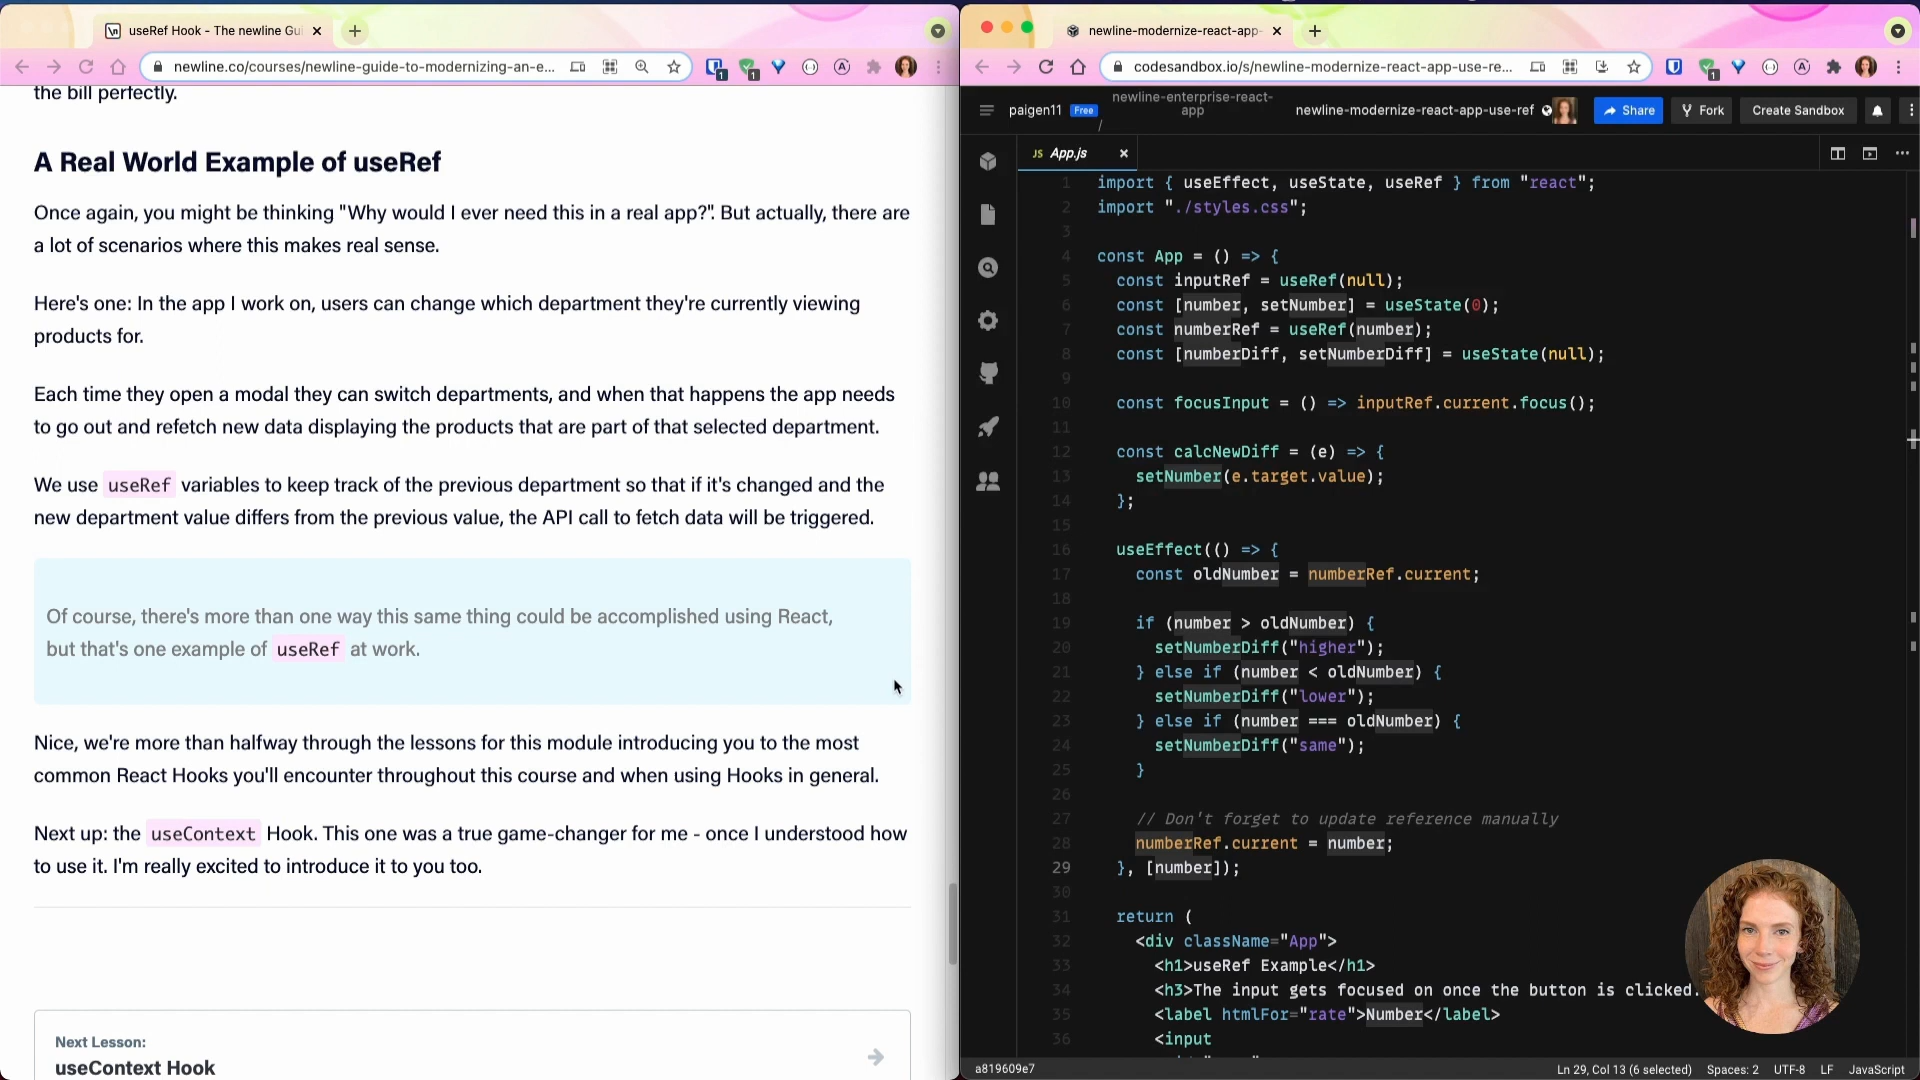 useRef Hook - The newline Gui
newline.co/courses/newline-guide-to-modernizing-an-e...
the bill perfectly.
A Real World Example of useRef
Once again, you might be thinking "Why would I ever need this in a real app?". But actually, there are
a lot of scenarios where this makes real sense.
Here's one: In the app I work on, users can change which department they're currently viewing
products for.
Each time they open a modal they can switch departments, and when that happens the app needs
to go out and refetch new data displaying the products that are part of that selected department.
We use useRef variables to keep track of the previous department so that if it's changed and the
new department value differs from the previous value, the API call to fetch data will be triggered.
Of course, there's more than one way this same thing could be accomplished using React,
but that's one example of useRef at work.
Nice, we're more than halfway through the lessons for this module introducing you to the most
common React Hooks you'll encounter throughout this course and when using Hooks in general.
Next up: the useContext Hook. This one was a true game-changer for me - once I understood how
to use it. I'm really excited to introduce it to you too.
Next Lesson:
useContext Hook
newline-modernize-react-app-
codesandbox.io/s/newline-modernize-react-app-use-re...
paigen11 Free newline-enterprise-react-
app
/
newline-modernize-react-app-use-ref
Share
Fork
Create Sandbox
JS App.js
1 import { useEffect, useState, useRef } from "react";
2 import "./styles.css";
3
4 const App = () => {
5 const inputRef = useRef(null);
6 const [number, setNumber] = useState(0);
7 const numberRef = useRef(number);
8 const [numberDiff, setNumberDiff] = useState(null);
9
10 const focusInput = () => inputRef.current.focus();
11
12 const calcNewDiff = (e) => {
13 setNumber(e.target.value);
14 };
15
16 useEffect(() => {
17 const oldNumber = numberRef.current;
18
19 if (number > oldNumber) {
20 setNumberDiff("higher");
21 } else if (number < oldNumber) {
22 setNumberDiff("lower");
23 } else if (number === oldNumber) {
24 setNumberDiff("same");
25 }
26
27 // Don't forget to update reference manually
28 numberRef.current = number;
29 }, [number]);
30
31 return (
32 <div className="App">
33 <h1>useRef Example</h1>
34 <h3>The input gets focused on once the button is clicked.
35 <label htmlFor="rate">Number</label>
36 <input
a819609e7
Ln 29, Col 13 (6 selected) Spaces: 2 UTF-8 LF JavaScript